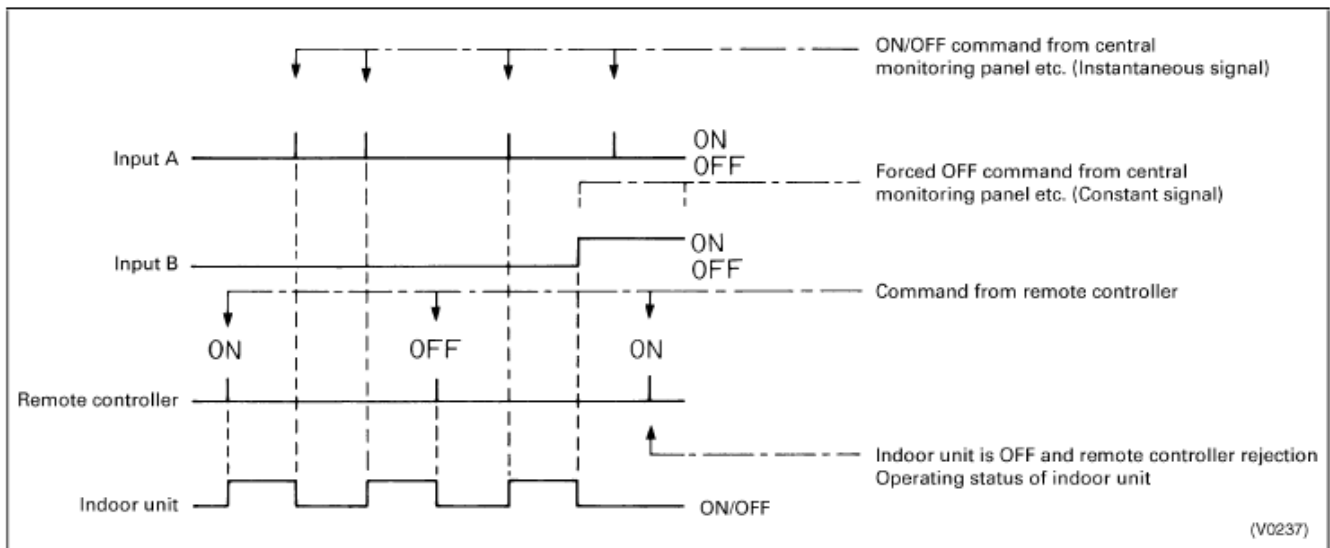 ON/OFF command from central
monitoring panel etc. (Instantaneous signal)
ON
Input A
OFF
Forced OFF command from central
monitoring panel etc. (Constant signal)
ON
Input B
OFF
Command from remote controller
ON OFF ON
Remote controller
Indoor unit is OFF and remote controller rejection
Operating status of indoor unit
Indoor unit
ON/OFF
(V0237)